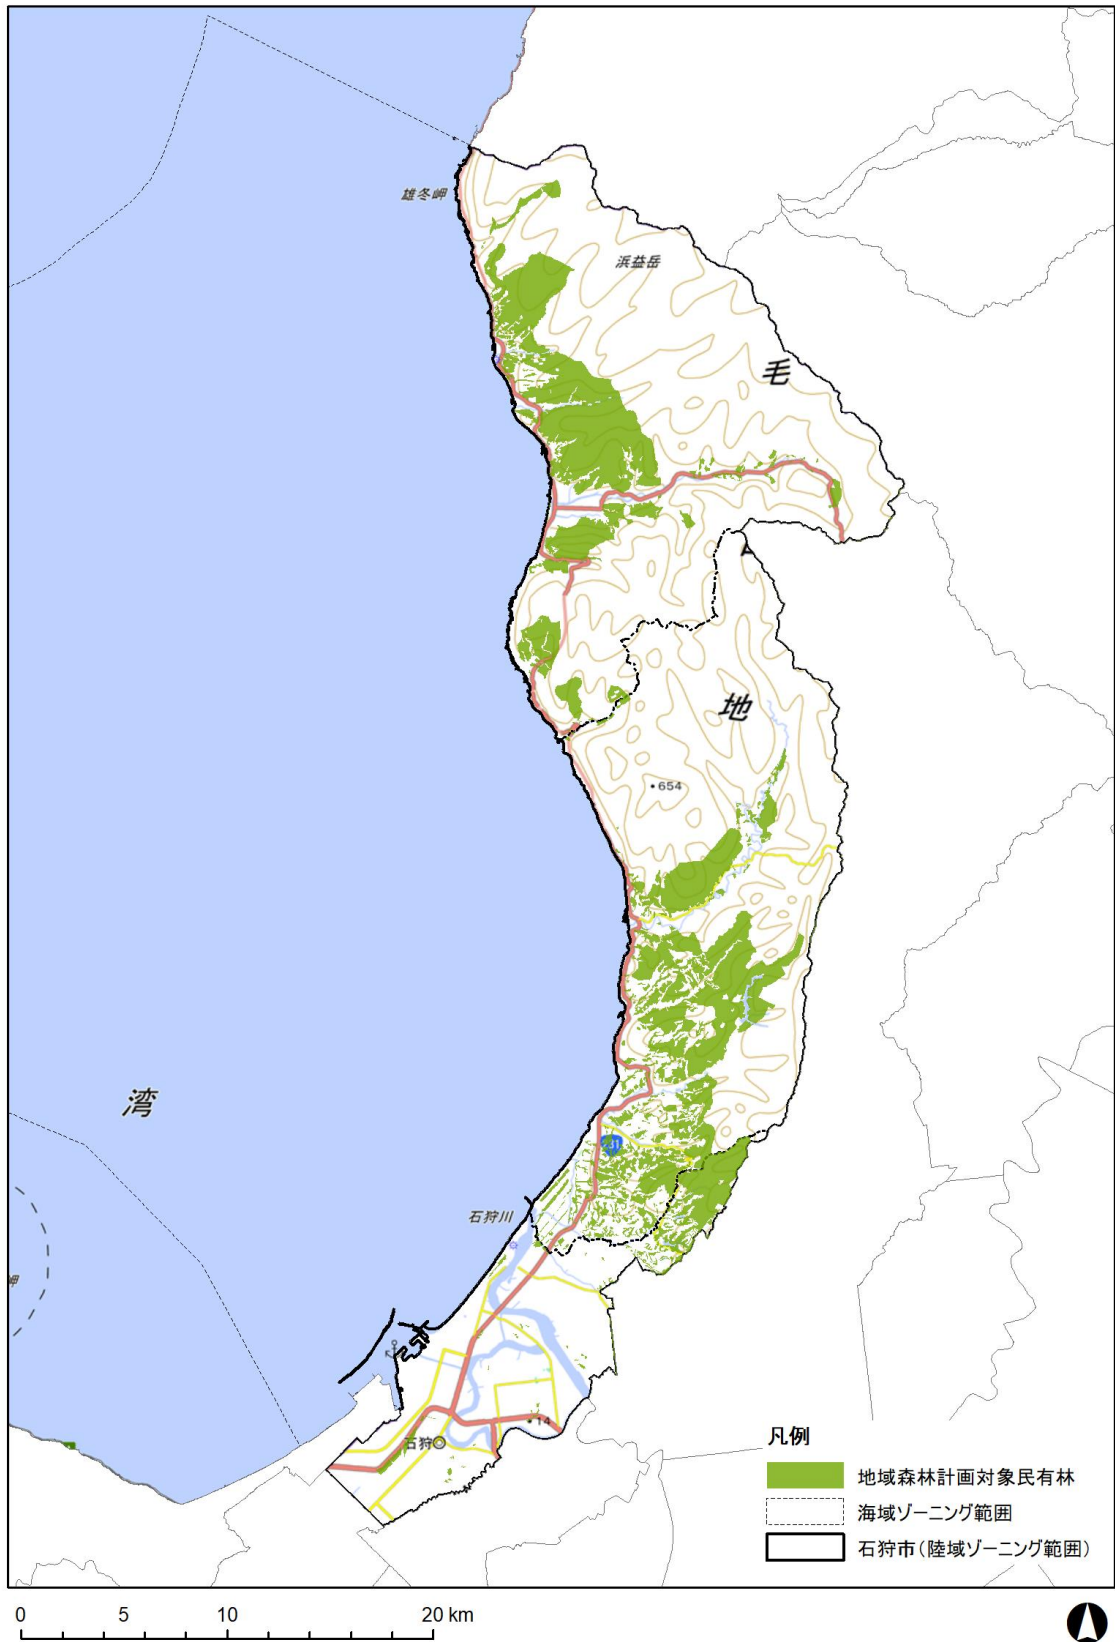 雄冬岬
浜益岳
毛
地
・654
湾
231
石狩川
岬
・14
石狩◎
凡例
地域森林計画対象民有林
海域ゾーニング範囲
石狩市（陸域ゾーニング範囲）
0 5 10 20 km